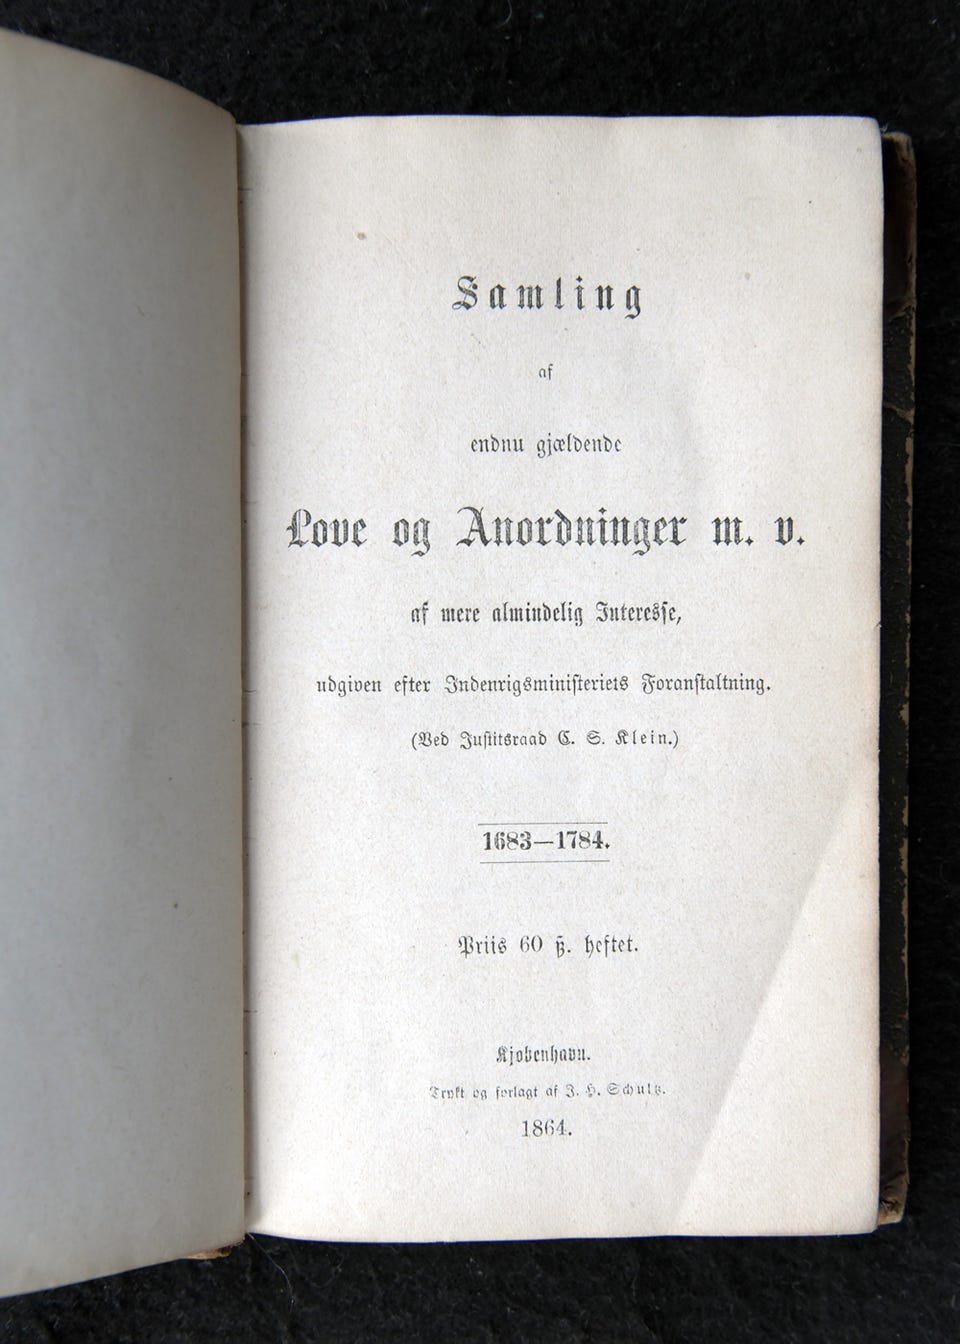 Samling
af
endnu gjældende
Love og Anordninger m. v.
af mere almindelig Interesse,
udgiven efter Indenrigsministeriets Foranstaltning.
(Ved Justitsraad C. S. Klein.)
1683—1784.
Priis 60 ß. heftet.
Kjøbenhavn.
Trykt og forlagt af J. H. Schultz.
1864.